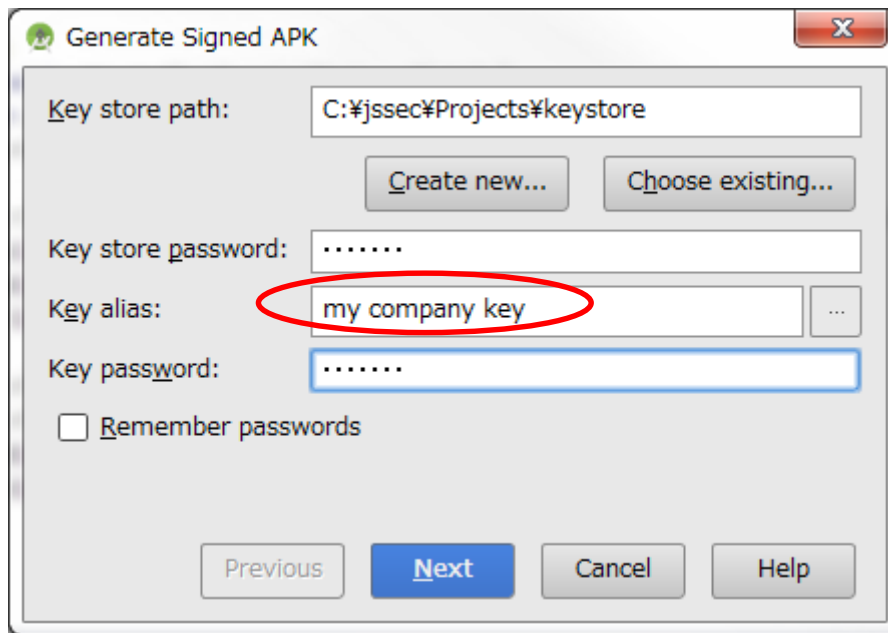 Generate Signed APK
Key store path: C:¥jssec¥Projects¥keystore
Create new... Choose existing...
Key store password: •••••••
Key alias: my company key ...
Key password: •••••••
Remember passwords
Previous Next Cancel Help